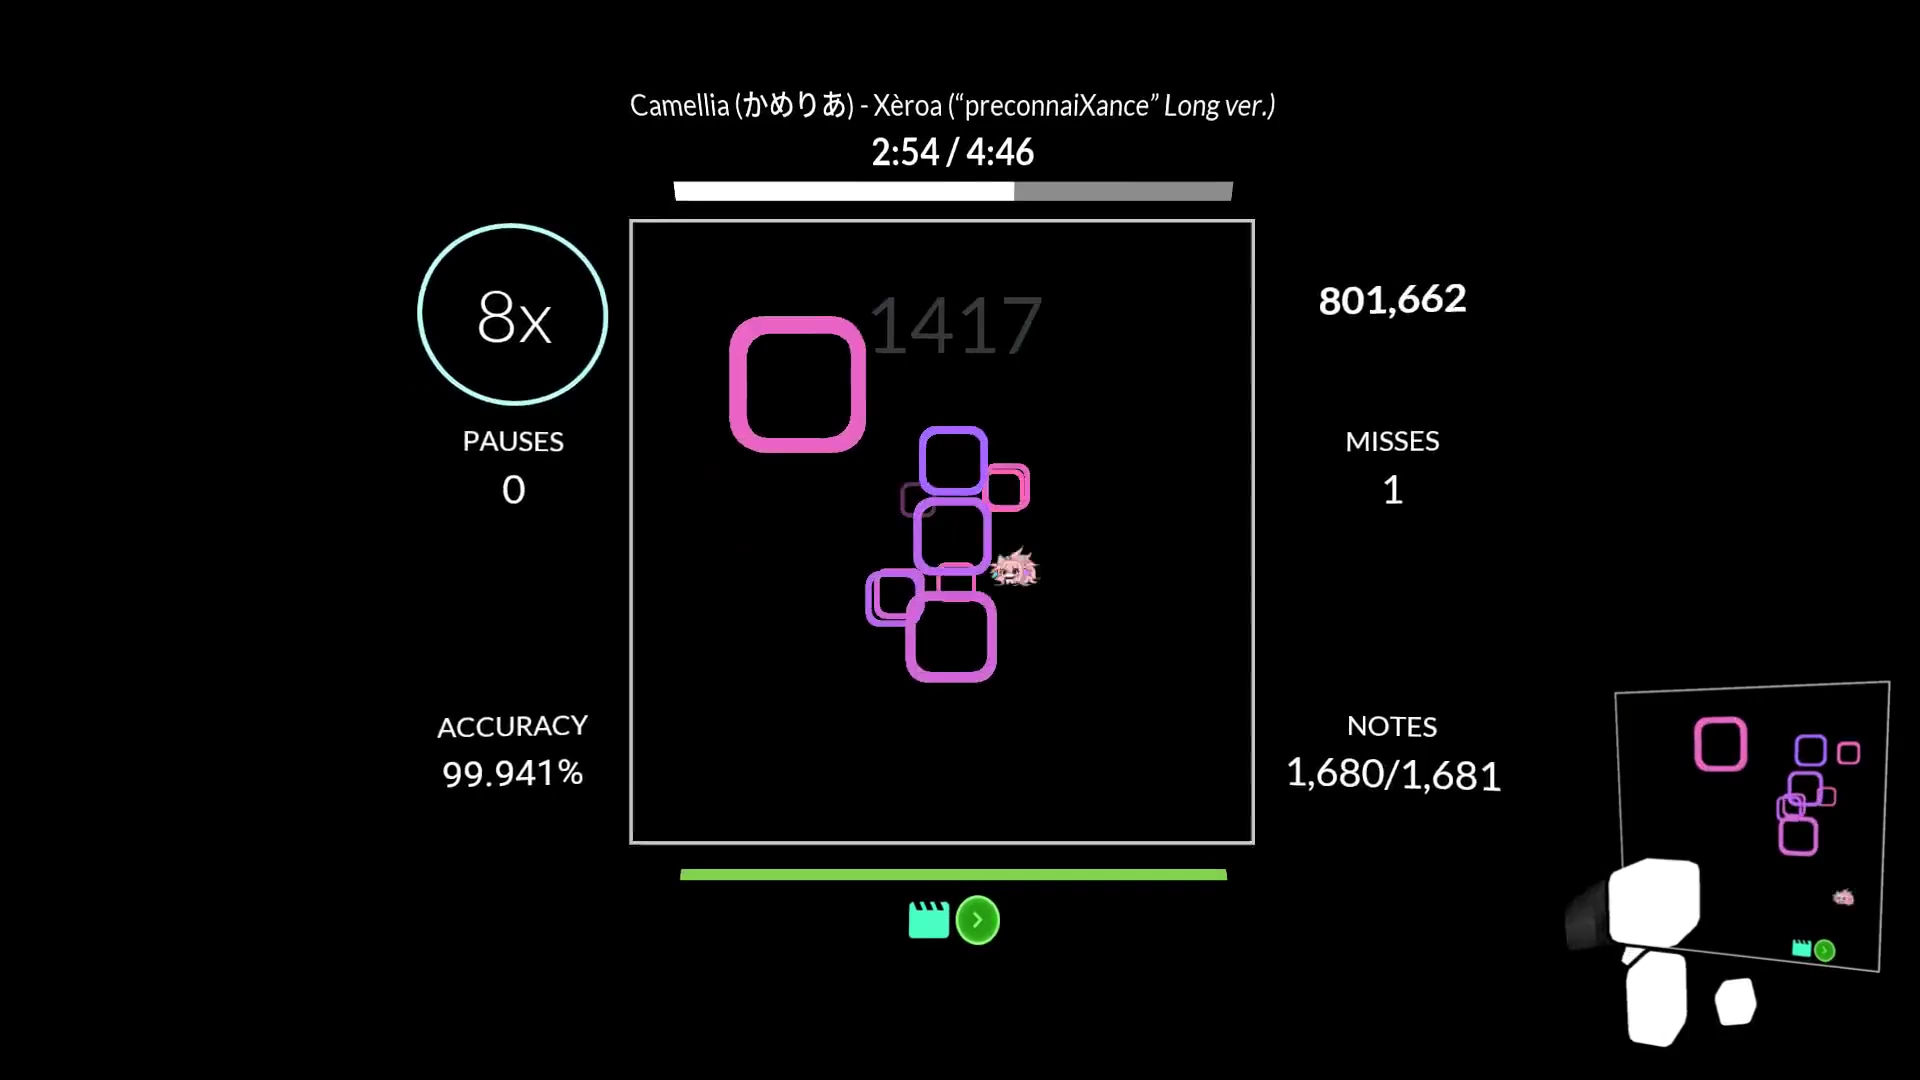 Camellia (かめりあ) - Xèroa (“preconnaiXance” Long ver.)
2:54 / 4:46
8x
1417
801,662
PAUSES
0
MISSES
1
ACCURACY
99.941%
NOTES
1,680/1,681